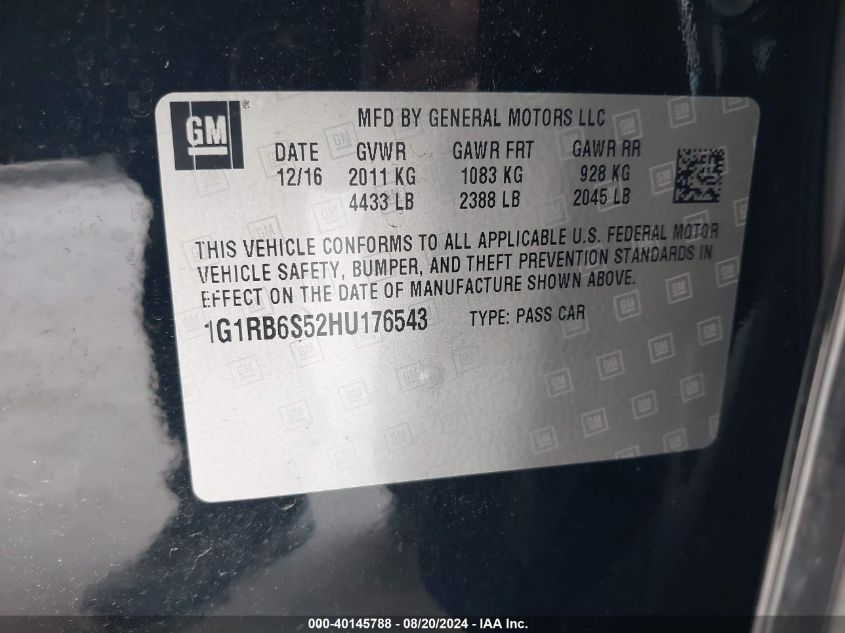 GM
MFD BY GENERAL MOTORS LLC
DATE GVWR GAWR FRT GAWR RR
12/16 2011 KG 1083 KG 928 KG
4433 LB 2388 LB 2045 LB
THIS VEHICLE CONFORMS TO ALL APPLICABLE U.S. FEDERAL MOTOR
VEHICLE SAFETY, BUMPER, AND THEFT PREVENTION STANDARDS IN
EFFECT ON THE DATE OF MANUFACTURE SHOWN ABOVE.
1G1RB6S52HU176543 TYPE: PASS CAR
000-40145788 - 08/20/2024 - IAA Inc.